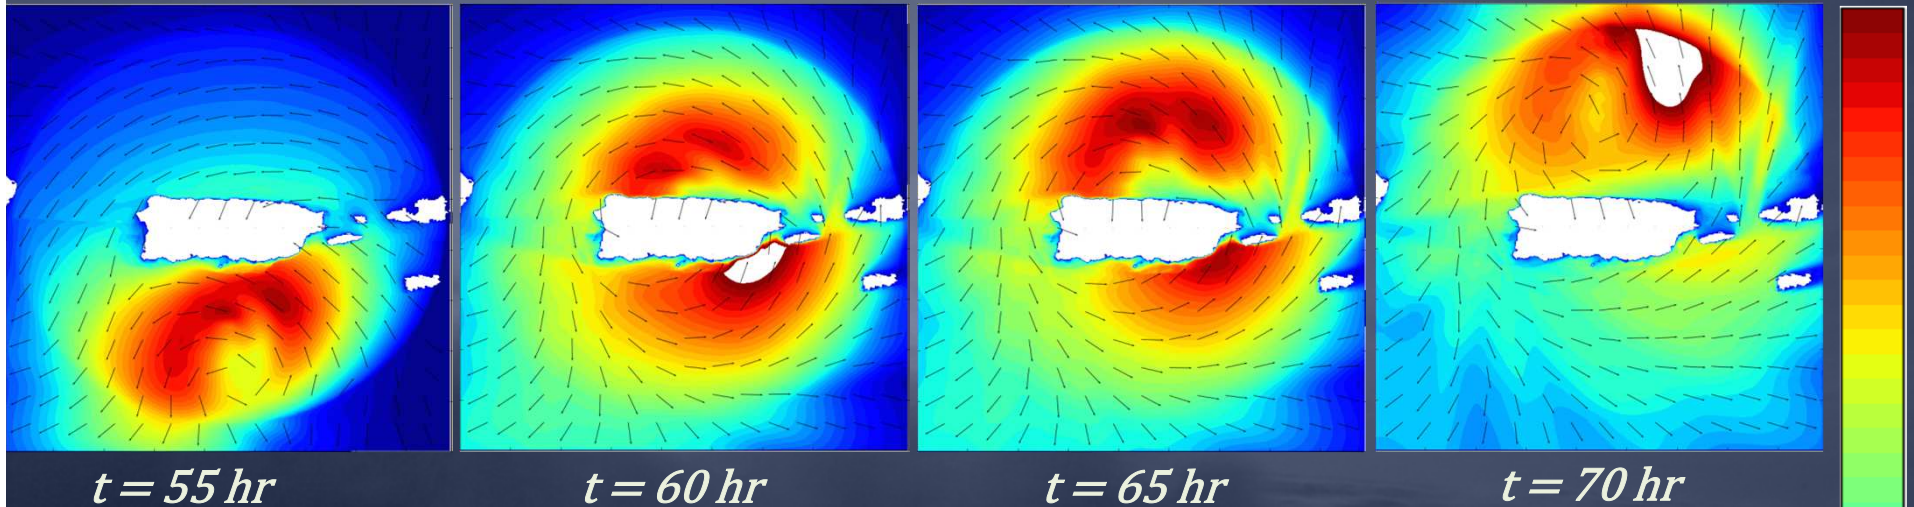 t = 55 hr
t = 60 hr
t = 65 hr
t = 70 hr